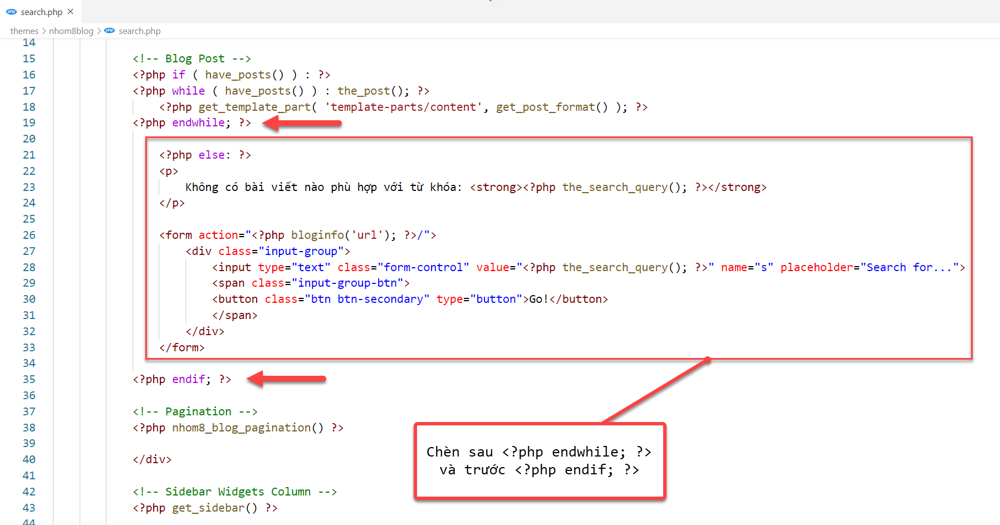 php search.php ×
themes > nhom8blog > php search.php
14
15 <!-- Blog Post -->
16 <?php if ( have_posts() ) : ?>
17 <?php while ( have_posts() ) : the_post(); ?>
18 <?php get_template_part( 'template-parts/content', get_post_format() ); ?>
19 <?php endwhile; ?>
20
21 <?php else: ?>
22 <p>
23 Không có bài viết nào phù hợp với từ khóa: <strong><?php the_search_query(); ?></strong>
24 </p>
25
26 <form action="<?php bloginfo('url'); ?>/">
27 <div class="input-group">
28 <input type="text" class="form-control" value="<?php the_search_query(); ?>" name="s" placeholder="Search for...">
29 <span class="input-group-btn">
30 <button class="btn btn-secondary" type="button">Go!</button>
31 </span>
32 </div>
33 </form>
34
35 <?php endif; ?>
36
37 <!-- Pagination -->
38 <?php nhom8_blog_pagination() ?>
39
40 </div>
41
42 <!-- Sidebar Widgets Column -->
43 <?php get_sidebar() ?>
44
Chèn sau <?php endwhile; ?>
và trước <?php endif; ?>